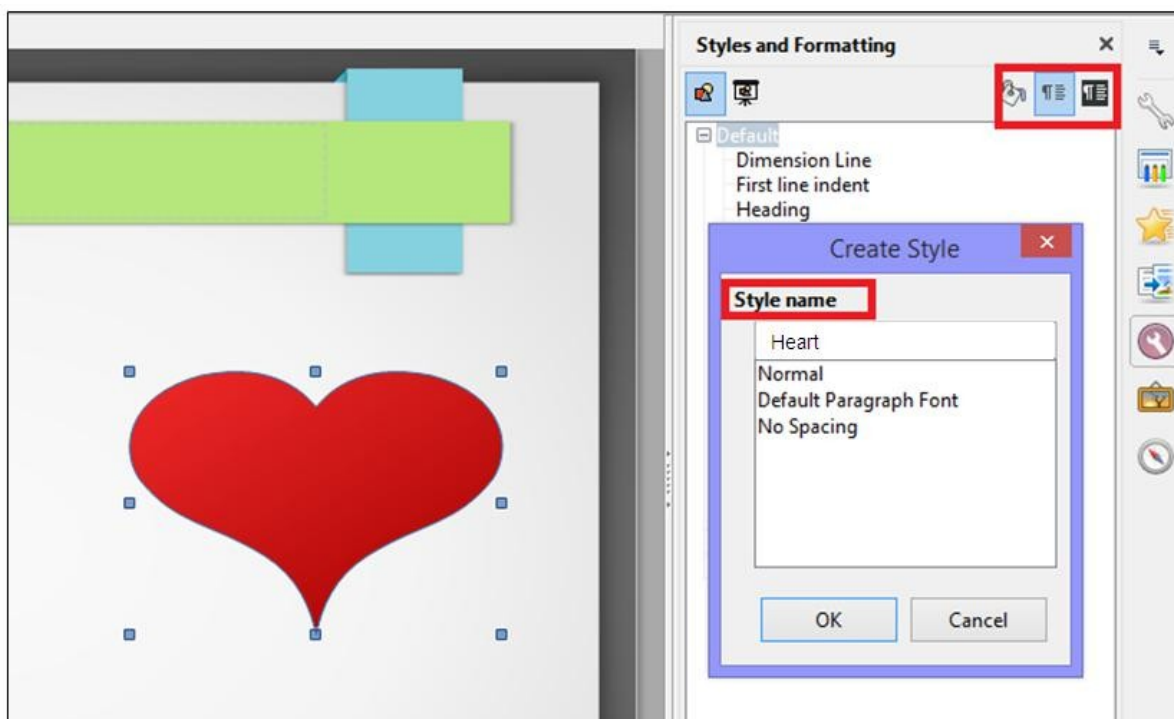 Styles and Formatting
Default
Dimension Line
First line indent
Heading
Create Style
Style name
Heart
Normal
Default Paragraph Font
No Spacing
OK
Cancel